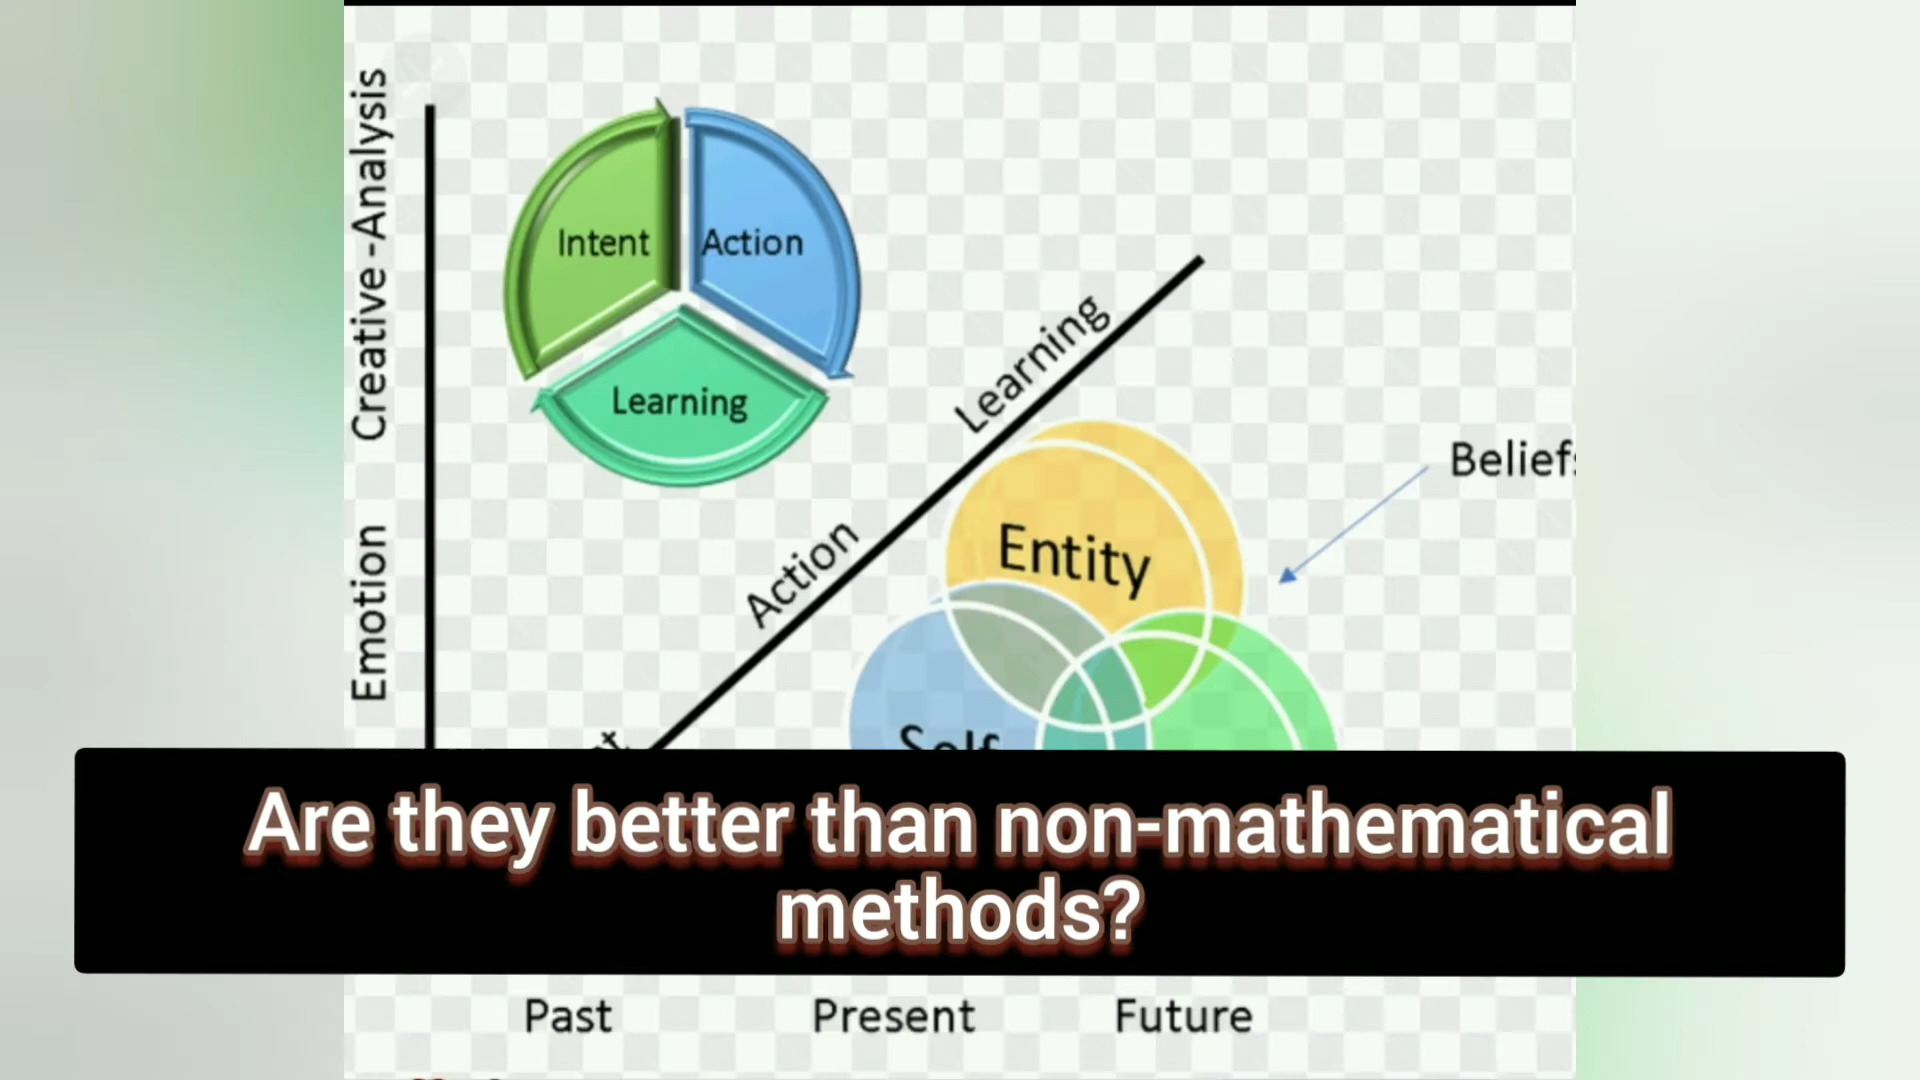 Creative -Analysis
Intent
Action
Learning
Learning
Action
Emotion
Entity
Self
Are they better than non-mathematical
methods?
Past
Present
Future